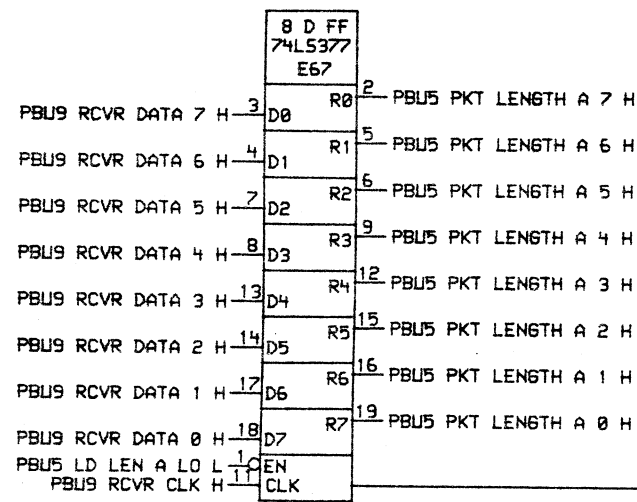 8 D FF
74LS377
E67
2
R0 PBU5 PKT LENGTH A 7 H
PBU9 RCVR DATA 7 H 3 D0
5
R1 PBU5 PKT LENGTH A 6 H
PBU9 RCVR DATA 6 H 4 D1
6
R2 PBU5 PKT LENGTH A 5 H
PBU9 RCVR DATA 5 H 7 D2
9
R3 PBU5 PKT LENGTH A 4 H
PBU9 RCVR DATA 4 H 8 D3
12
R4 PBU5 PKT LENGTH A 3 H
PBU9 RCVR DATA 3 H 13 D4
15
R5 PBU5 PKT LENGTH A 2 H
PBU9 RCVR DATA 2 H 14 D5
16
R6 PBU5 PKT LENGTH A 1 H
PBU9 RCVR DATA 1 H 17 D6
19
R7 PBU5 PKT LENGTH A 0 H
PBU9 RCVR DATA 0 H 18 D7
PBU5 LD LEN A LO L 1 EN
PBU9 RCVR CLK H 11 CLK